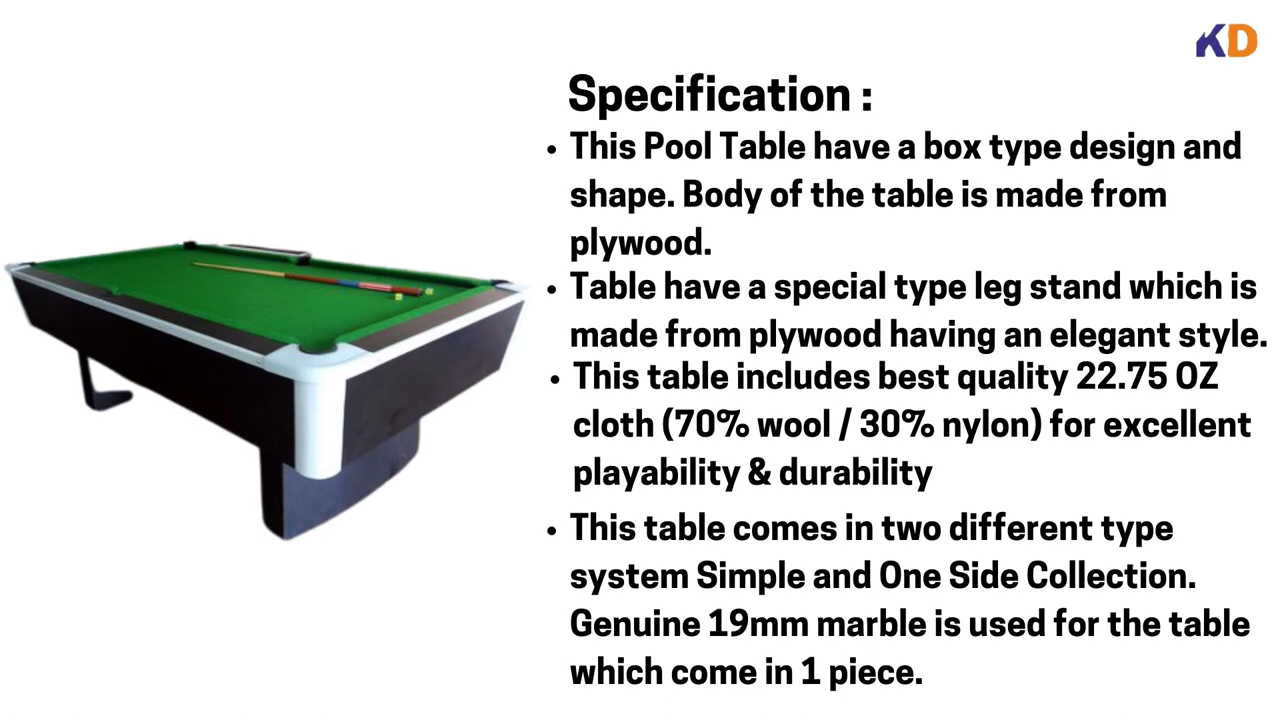 KD
Specification :
• This Pool Table have a box type design and
shape. Body of the table is made from
plywood.
• Table have a special type leg stand which is
made from plywood having an elegant style.
• This table includes best quality 22.75 OZ
cloth (70% wool / 30% nylon) for excellent
playability & durability
• This table comes in two different type
system Simple and One Side Collection.
Genuine 19mm marble is used for the table
which come in 1 piece.